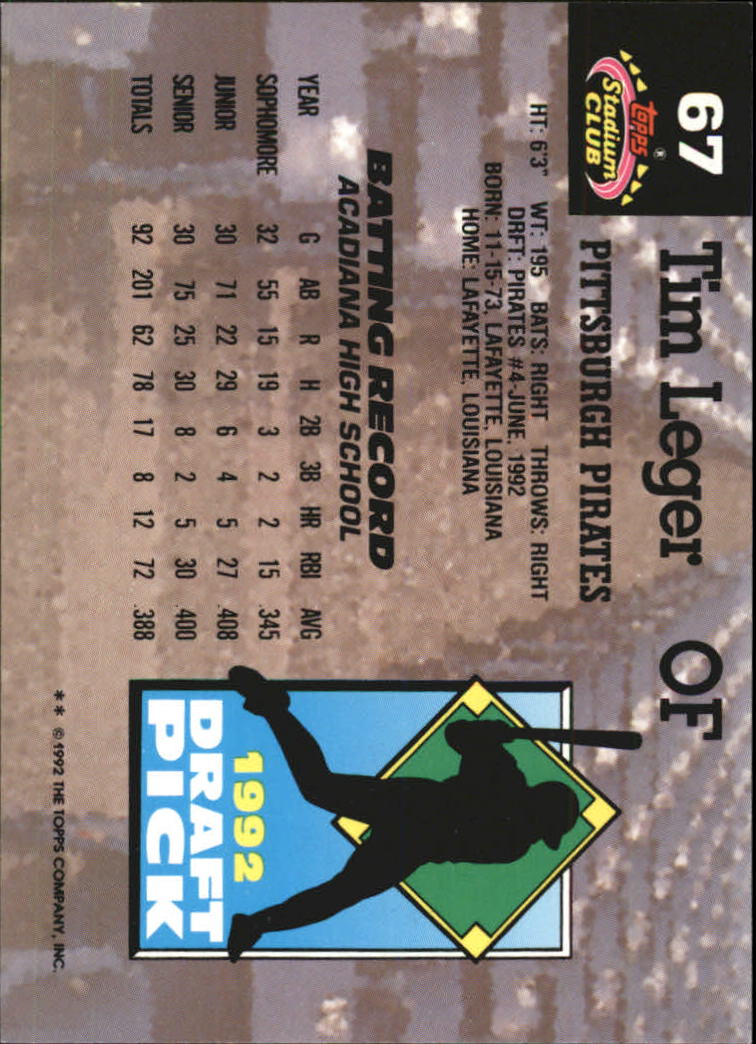 67
Topps
Stadium
CLUB
®
Tim Leger OF
PITTSBURGH PIRATES
HT: 6'3" WT: 195 BATS: RIGHT THROWS: RIGHT
DRFT: PIRATES #4-JUNE, 1992
BORN: 11-15-73, LAFAYETTE, LOUISIANA
HOME: LAFAYETTE, LOUISIANA
BATTING RECORD
ACADIANA HIGH SCHOOL
YEAR G AB R H 2B 3B HR RBI AVG
SOPHOMORE 32 55 15 19 3 2 2 15 .345
JUNIOR 30 71 22 29 6 4 5 27 .408
SENIOR 30 75 25 30 8 2 5 30 .400
TOTALS 92 201 62 78 17 8 12 72 .388
1992
DRAFT
PICK
** © 1992 THE TOPPS COMPANY, INC.